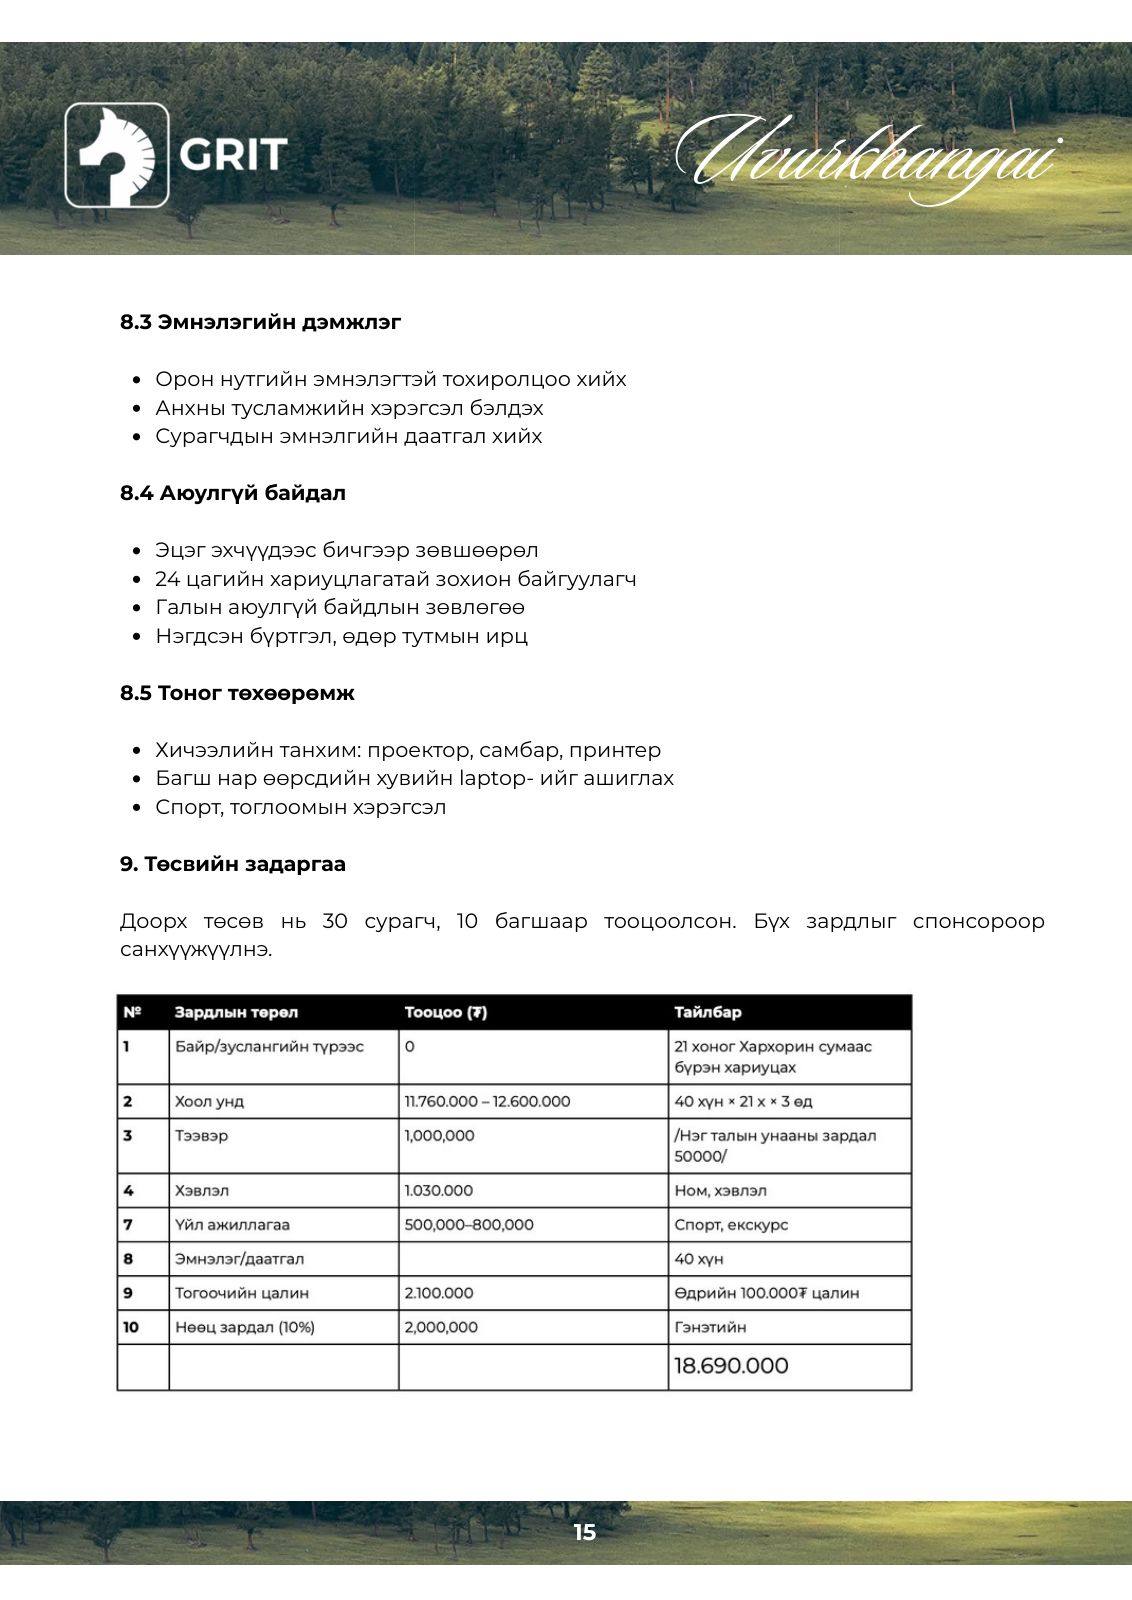 GRIT
Uvurkhangai
8.3 Эмнэлэгийн дэмжлэг
• Орон нутгийн эмнэлэгтэй тохиролцоо хийх
• Анхны тусламжийн хэрэгсэл бэлдэх
• Сурагчдын эмнэлгийн даатгал хийх
8.4 Аюулгүй байдал
• Эцэг эхчүүдээс бичгээр зөвшөөрөл
• 24 цагийн хариуцлагатай зохион байгуулагч
• Галын аюулгүй байдлын зөвлөгөө
• Нэгдсэн бүртгэл, өдөр тутмын ирц
8.5 Тоног төхөөрөмж
• Хичээлийн танхим: проектор, самбар, принтер
• Багш нар өөрсдийн хувийн laptop- ийг ашиглах
• Спорт, тоглоомын хэрэгсэл
9. Төсвийн задаргаа
Доорх төсөв нь 30 сурагч, 10 багшаар тооцоолсон. Бүх зардлыг спонсороор
санхүүжүүлнэ.
№ Зардлын төрөл Тооцоо (₮) Тайлбар
1 Байр/зуслангийн түрээс 0 21 хоног Хархорин сумаас
бүрэн хариуцах
2 Хоол унд 11.760.000 – 12.600.000 40 хүн × 21 х × 3 өд
3 Тээвэр 1,000,000 /Нэг талын унааны зардал
50000/
4 Хэвлэл 1.030.000 Ном, хэвлэл
7 Үйл ажиллагаа 500,000–800,000 Спорт, екскурс
8 Эмнэлэг/даатгал 40 хүн
9 Тогоочийн цалин 2.100.000 Өдрийн 100.000₮ цалин
10 Нөөц зардал (10%) 2,000,000 Гэнэтийн
18.690.000
15